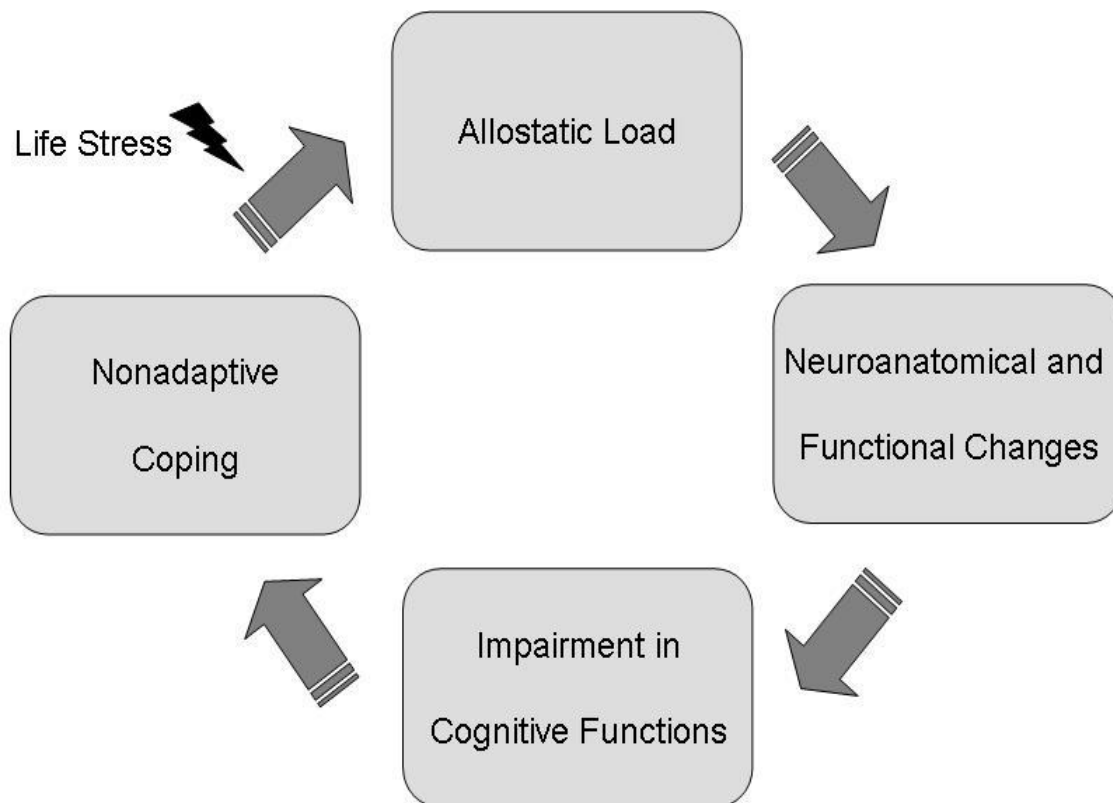 Life Stress
Allostatic Load
Neuroanatomical and
Functional Changes
Impairment in
Cognitive Functions
Nonadaptive
Coping